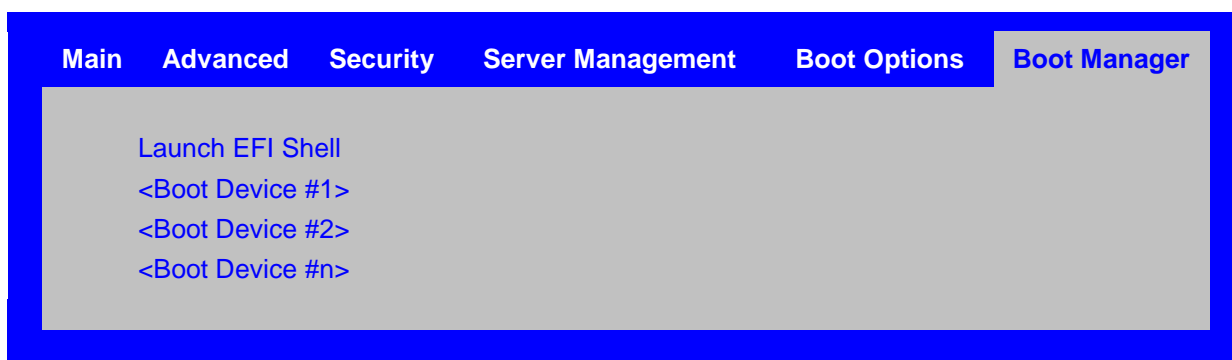 Main Advanced Security Server Management Boot Options Boot Manager
Launch EFI Shell
<Boot Device #1>
<Boot Device #2>
<Boot Device #n>